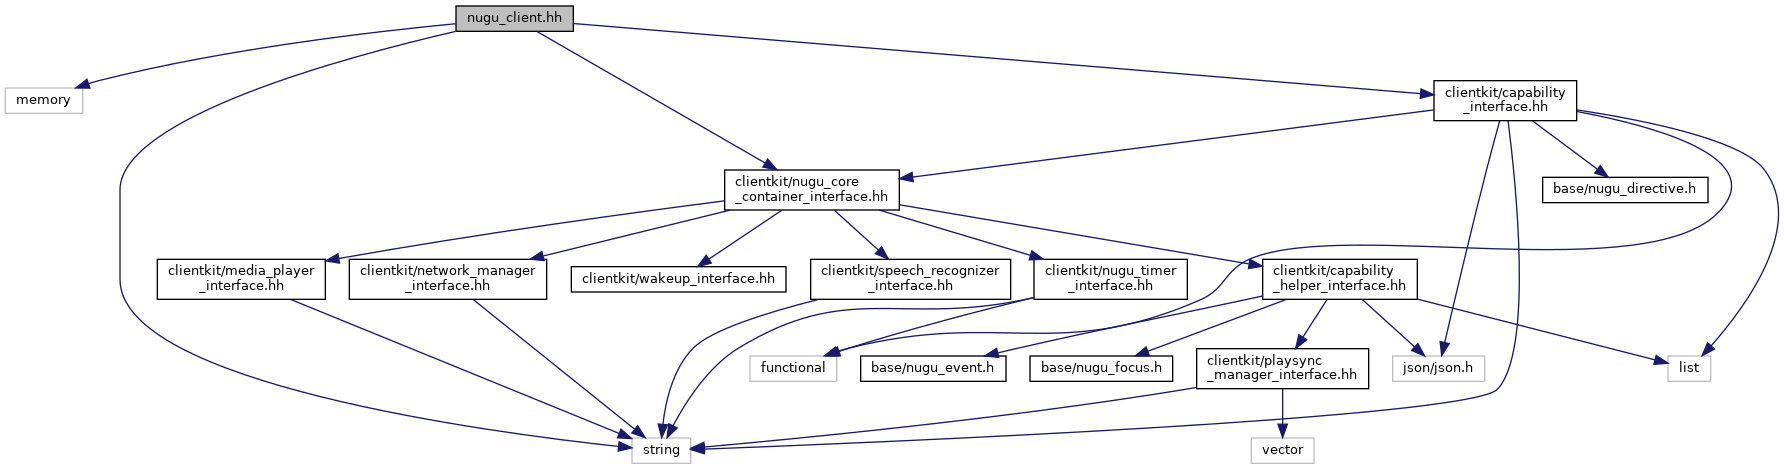 nugu_client.hh
memory
clientkit/capability
_interface.hh
clientkit/nugu_core
_container_interface.hh
base/nugu_directive.h
clientkit/media_player
_interface.hh
clientkit/network_manager
_interface.hh
clientkit/wakeup_interface.hh
clientkit/speech_recognizer
_interface.hh
clientkit/nugu_timer
_interface.hh
clientkit/capability
_helper_interface.hh
functional
base/nugu_event.h
base/nugu_focus.h
clientkit/playsync
_manager_interface.hh
json/json.h
list
string
vector